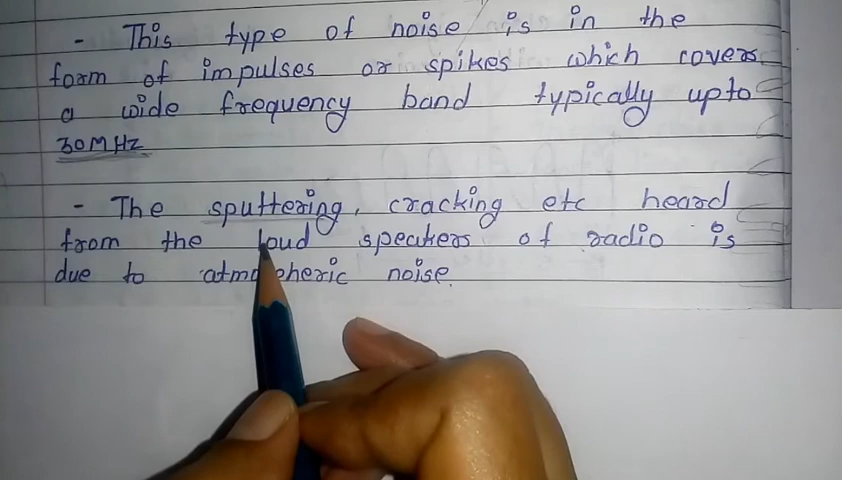 - This type of noise is in the
form of impulses or spikes which covers
a wide frequency band typically upto
30MHz
- The sputtering, cracking etc heard
from the loud speakers of radio is
due to atmospheric noise.